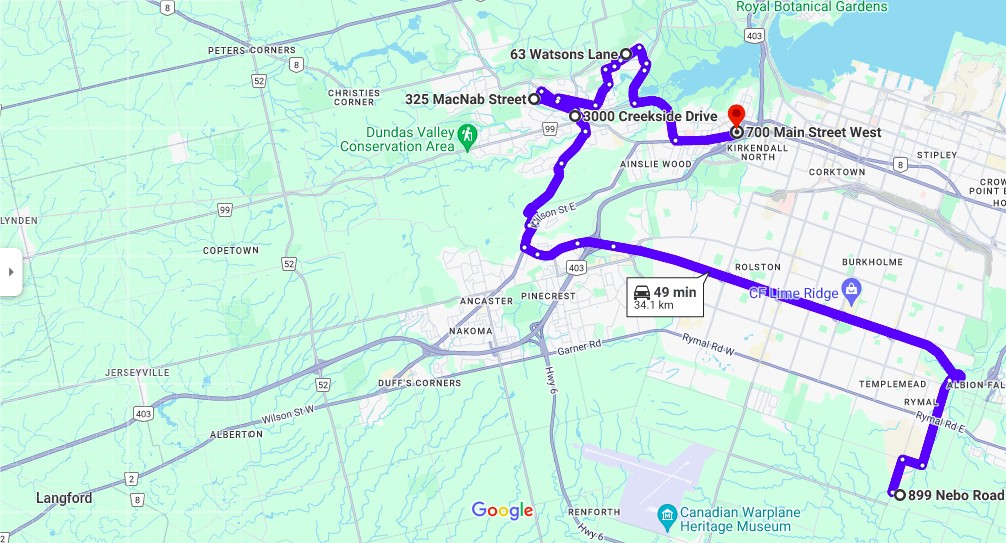 Royal Botanical Gardens
8
403
PETERS CORNERS
8
63 Watsons Lane
52
CHRISTIES
CORNER
325 MacNab Street
3000 Creekside Drive
99
Dundas Valley
Conservation Area
700 Main Street West
KIRKENDALL
NORTH
STIPLEY
AINSLIE WOOD
8
CORKTOWN
CROW
POINT E
HO
99
Wilson St E
LYNDEN
COPETOWN
52
403
ROLSTON
BURKHOLME
49 min
34.1 km
CF Lime Ridge
ANCASTER
PINECREST
NAKOMA
Garner Rd
Rymal Rd W
JERSEYVILLE
52
DUFF'S CORNERS
Hwy 6
TEMPLEMEAD
ALBION FAL
RYMAL
403
Wilson St W
Rymal Rd E
ALBERTON
2
Langford
8
899 Nebo Road
Google
RENFORTH
Canadian Warplane
Heritage Museum
Hwy 6
2